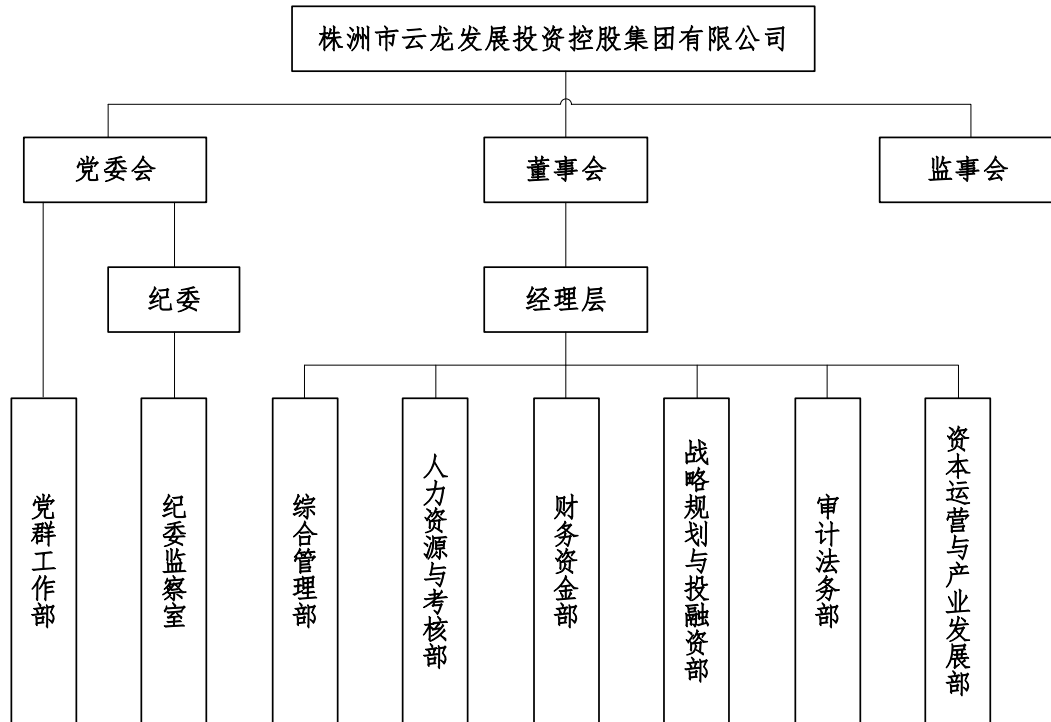 株洲市云龙发展投资控股集团有限公司
党委会
董事会
监事会
纪委
经理层
党群工作部
纪委监察室
综合管理部
人力资源与考核部
财务资金部
战略规划与投融资部
审计法务部
资本运营与产业发展部